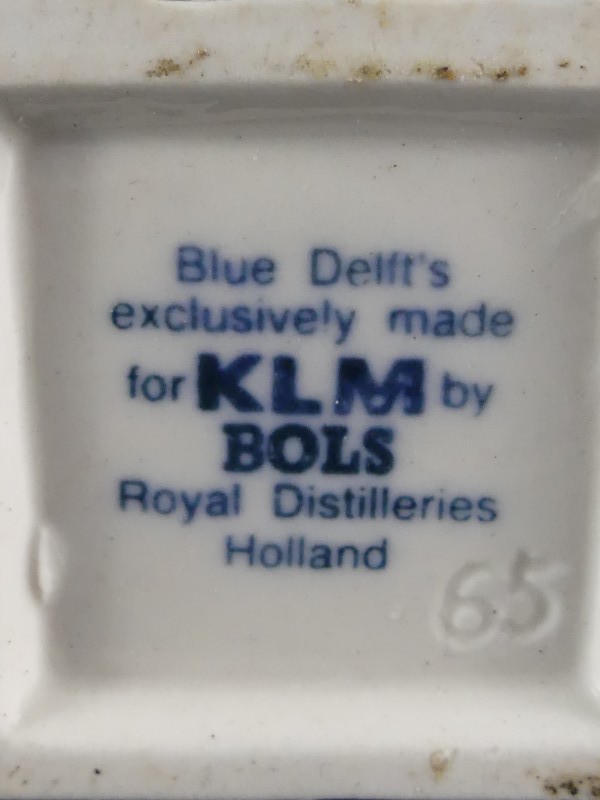 Blue Delft's
exclusively made
for KLM by
BOLS
Royal Distilleries
Holland
65